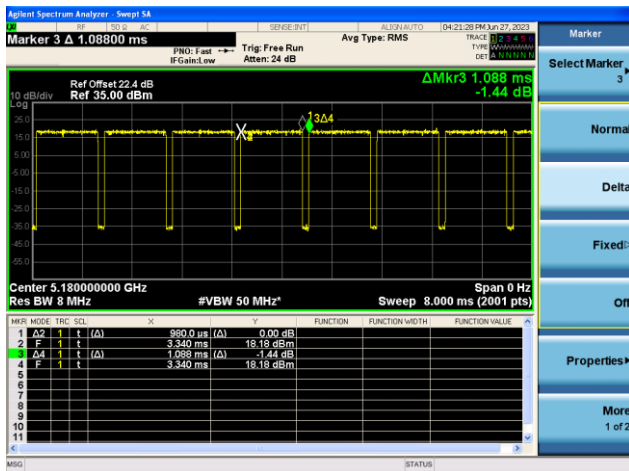 Agilent Spectrum Analyzer - Swept SA
RF 50 Ω AC SENSE:INT ALIGN AUTO 04:21:28 PM Jun 27, 2023
Marker 3 Δ 1.08800 ms
PNO: Fast
IFGain:Low
Trig: Free Run
Atten: 24 dB
Avg Type: RMS
TRACE 1 2 3 4 5 6
TYPE
DET A N N N N N
Ref Offset 22.4 dB
10 dB/div Ref 35.00 dBm
Log
ΔMkr3 1.088 ms
-1.44 dB
25.0
15.0
5.00
-5.00
-15.0
-25.0
-35.0
-45.0
-55.0
1 3Δ4
Center 5.180000000 GHz Span 0 Hz
Res BW 8 MHz #VBW 50 MHz* Sweep 8.000 ms (2001 pts)
MKR MODE TRC SCL X Y FUNCTION FUNCTION WIDTH FUNCTION VALUE
1 Δ2 1 t (Δ) 980.0 µs (Δ) 0.00 dB
2 F 1 t 3.340 ms 18.18 dBm
3 Δ4 1 t (Δ) 1.088 ms (Δ) -1.44 dB
4 F 1 t 3.340 ms 18.18 dBm
5
6
7
8
9
10
11
MSG STATUS
Marker
Select Marker
3
Normal
Delta
Fixed
Off
Properties
More
1 of 2